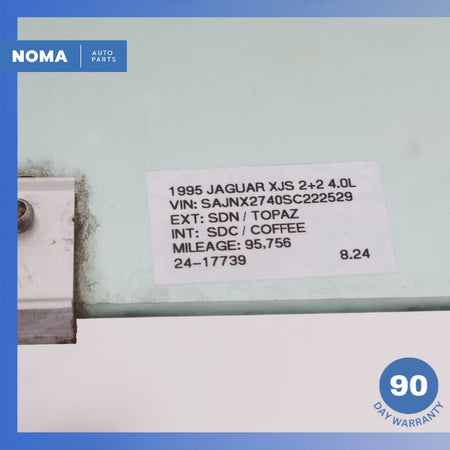 NOMA
AUTO
PARTS
1995 JAGUAR XJS 2+2 4.0L
VIN: SAJNX2740SC222529
EXT: SDN / TOPAZ
INT: SDC / COFFEE
MILEAGE: 95,756
24-17739 8.24
90
DAY WARRANTY